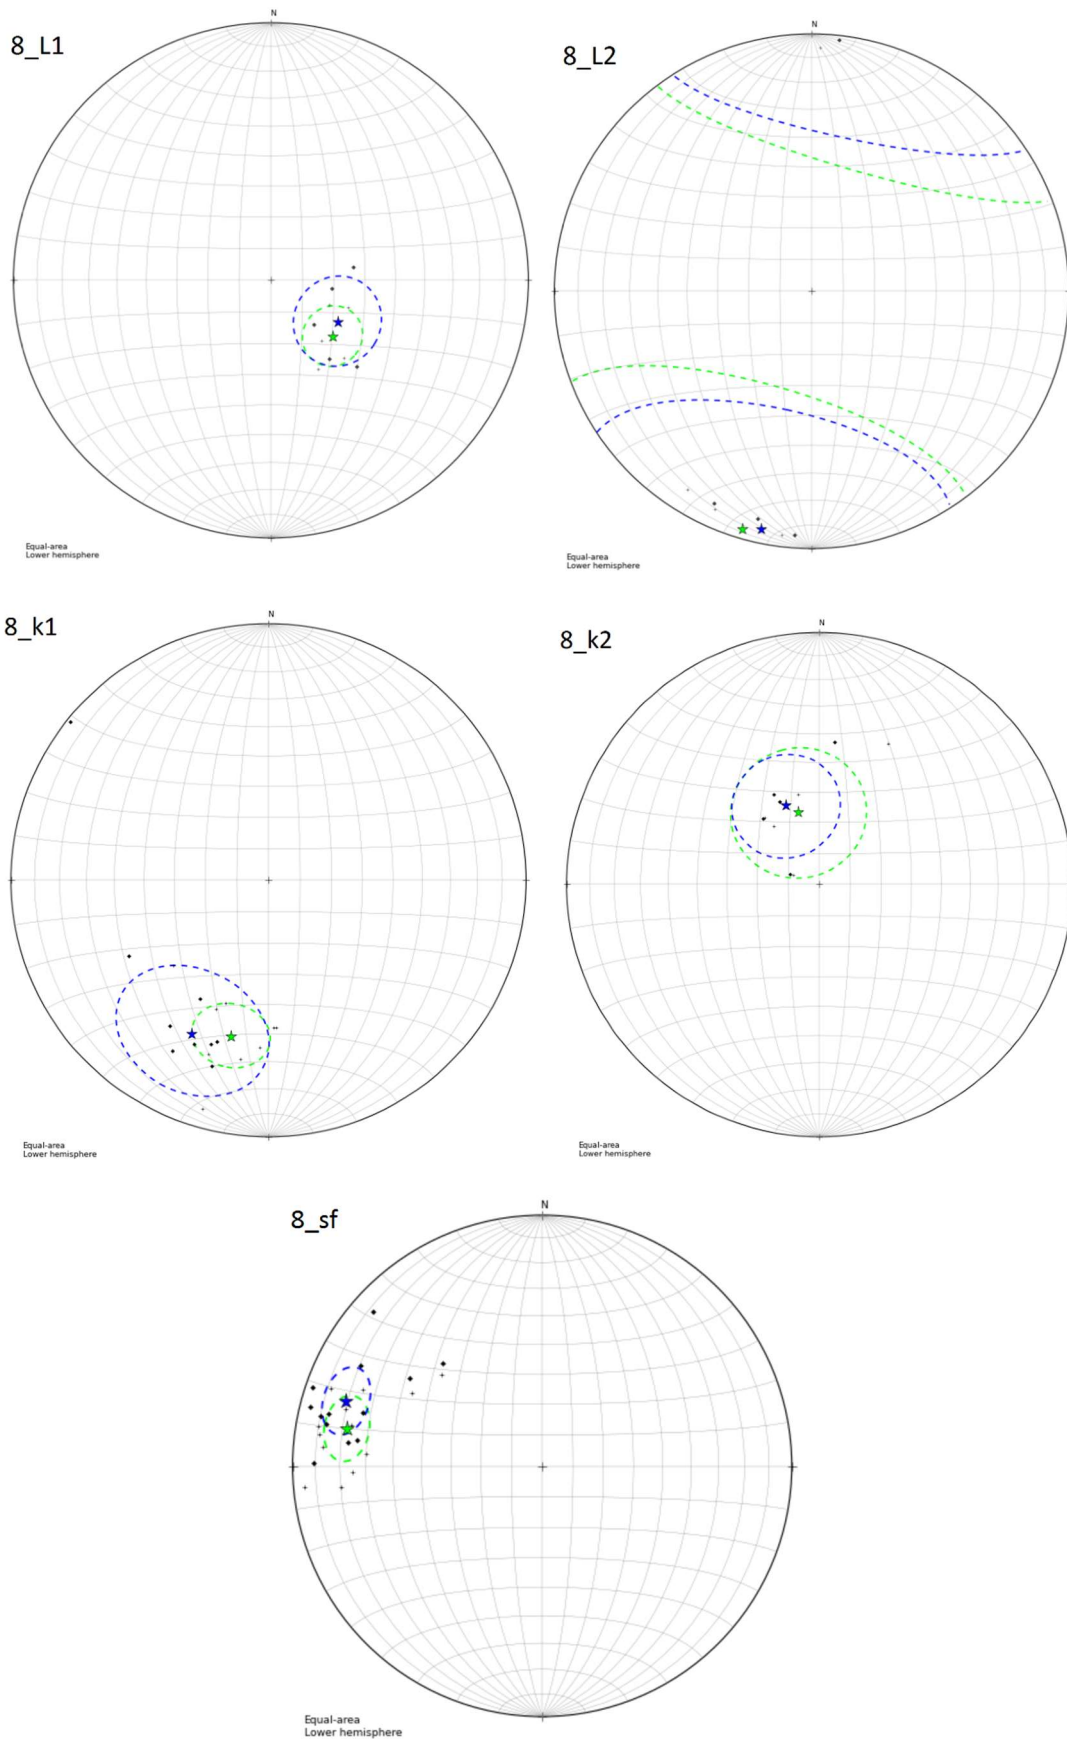 8_L1
N
Equal-area
Lower hemisphere
8_L2
N
Equal-area
Lower hemisphere
8_k1
N
Equal-area
Lower hemisphere
8_k2
N
Equal-area
Lower hemisphere
8_sf
N
Equal-area
Lower hemisphere